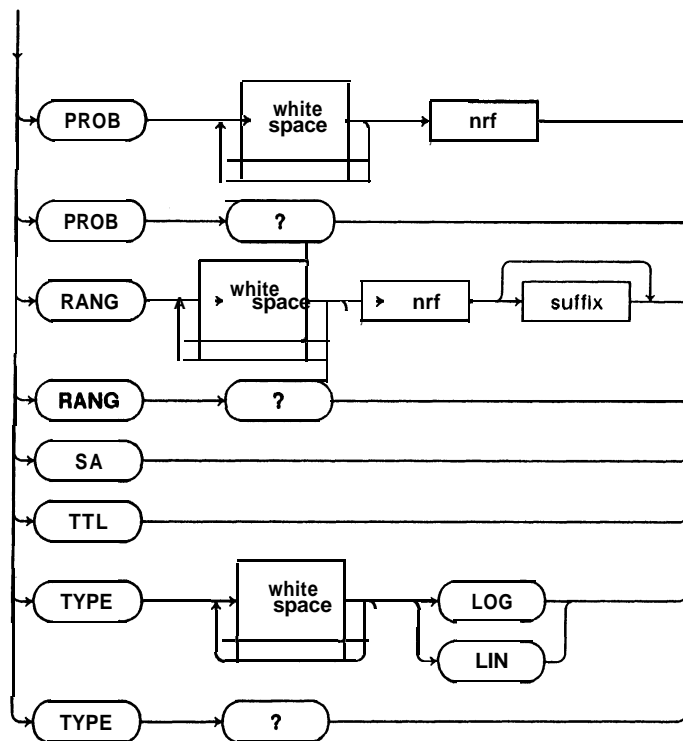 PROB white space nrf
PROB ?
RANG white space nrf suffix
RANG ?
SA
TTL
TYPE white space LOG
LIN
TYPE ?